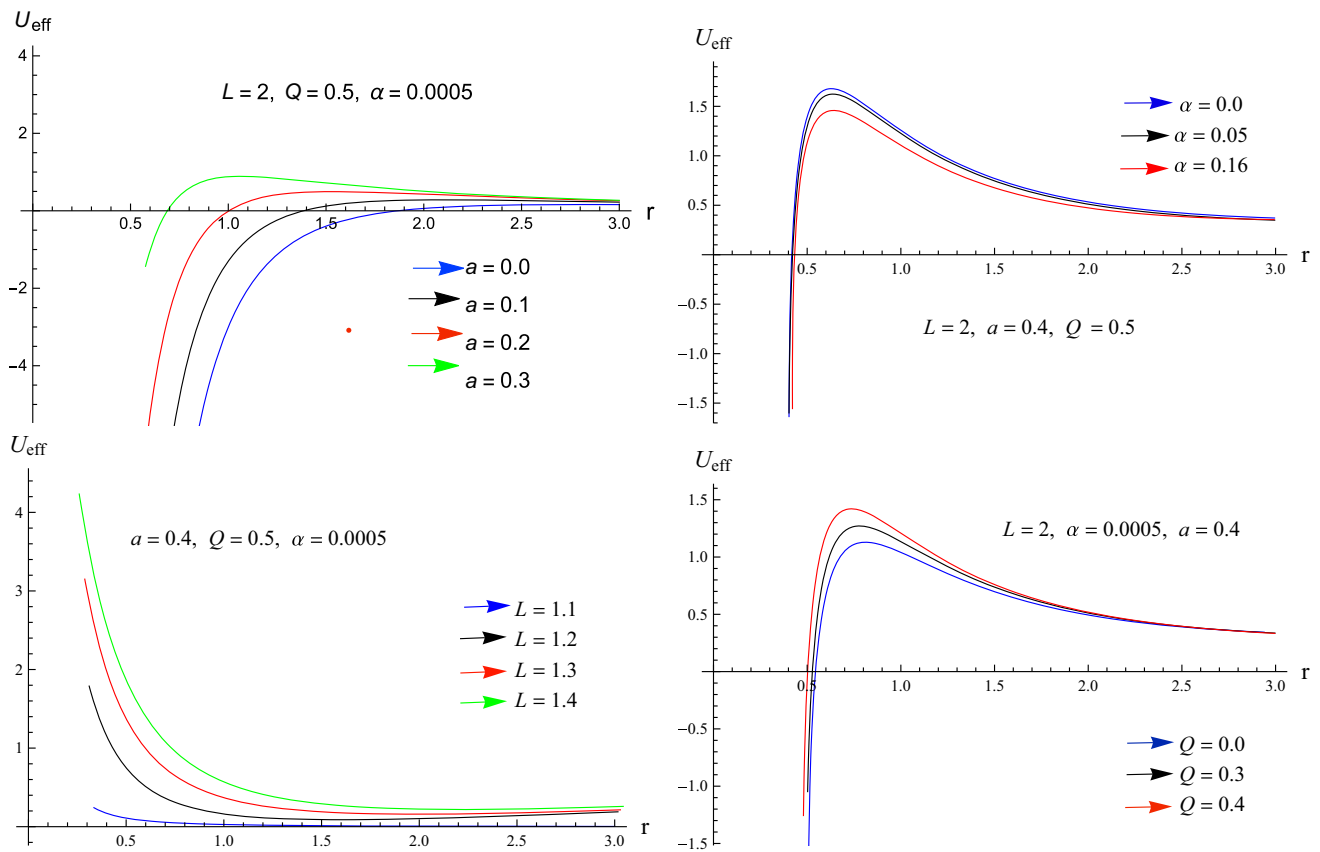 U_eff
4
2
−2
−4
0.5 1.0 1.5 2.0 2.5 3.0 r
L = 2, Q = 0.5, α = 0.0005
a = 0.0
a = 0.1
a = 0.2
a = 0.3
U_eff
1.5
1.0
0.5
−0.5
−1.0
−1.5
0.5 1.0 1.5 2.0 2.5 3.0 r
α = 0.0
α = 0.05
α = 0.16
L = 2, a = 0.4, Q = 0.5
U_eff
4
3
2
1
0.5 1.0 1.5 2.0 2.5 3.0 r
a = 0.4, Q = 0.5, α = 0.0005
L = 1.1
L = 1.2
L = 1.3
L = 1.4
U_eff
1.5
1.0
0.5
−0.5
−1.0
−1.5
0.5 1.0 1.5 2.0 2.5 3.0 r
L = 2, α = 0.0005, a = 0.4
Q = 0.0
Q = 0.3
Q = 0.4